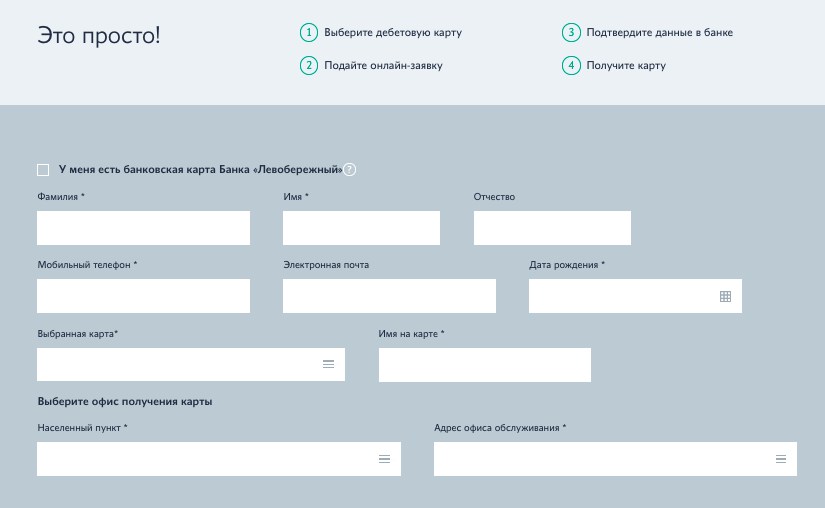 Это просто!
1 Выберите дебетовую карту
2 Подайте онлайн-заявку
3 Подтвердите данные в банке
4 Получите карту
У меня есть банковская карта Банка «Левобережный» ?
Фамилия * Имя * Отчество
Мобильный телефон * Электронная почта Дата рождения *
Выбранная карта* Имя на карте *
Выберите офис получения карты
Населенный пункт * Адрес офиса обслуживания *